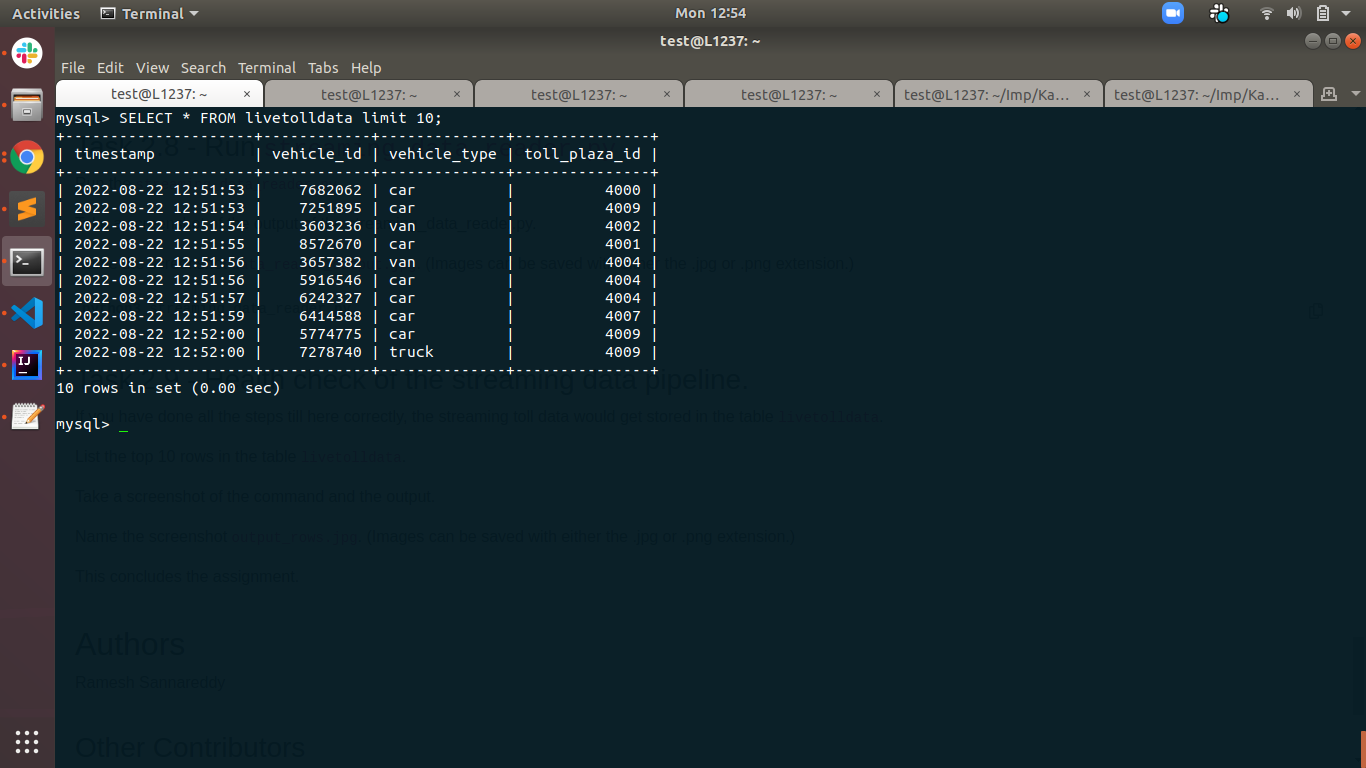 Activities Terminal Mon 12:54
test@L1237: ~
File Edit View Search Terminal Tabs Help
test@L1237: ~ × test@L1237: ~ × test@L1237: ~ × test@L1237: ~ × test@L1237: ~/Imp/Ka... × test@L1237: ~/Imp/Ka... ×
mysql> SELECT * FROM livetolldata limit 10;
+---------------------+------------+--------------+---------------+
| timestamp           | vehicle_id | vehicle_type | toll_plaza_id |
+---------------------+------------+--------------+---------------+
| 2022-08-22 12:51:53 |    7682062 | car          |          4000 |
| 2022-08-22 12:51:53 |    7251895 | car          |          4009 |
| 2022-08-22 12:51:54 |    3603236 | van          |          4002 |
| 2022-08-22 12:51:55 |    8572670 | car          |          4001 |
| 2022-08-22 12:51:56 |    3657382 | van          |          4004 |
| 2022-08-22 12:51:56 |    5916546 | car          |          4004 |
| 2022-08-22 12:51:57 |    6242327 | car          |          4004 |
| 2022-08-22 12:51:59 |    6414588 | car          |          4007 |
| 2022-08-22 12:52:00 |    5774775 | car          |          4009 |
| 2022-08-22 12:52:00 |    7278740 | truck        |          4009 |
+---------------------+------------+--------------+---------------+
10 rows in set (0.00 sec)
check of the streaming data pipeline.
have done all the steps till here correctly, the streaming toll data would get stored in the table livetolldata
mysql> _
List the top 10 rows in the table livetolldata.
Take a screenshot of the command and the output.
Name the screenshot output_rows.jpg. (Images can be saved with either the .jpg or .png extension.)
This concludes the assignment.
Authors
Ramesh Sannareddy
Other Contributors